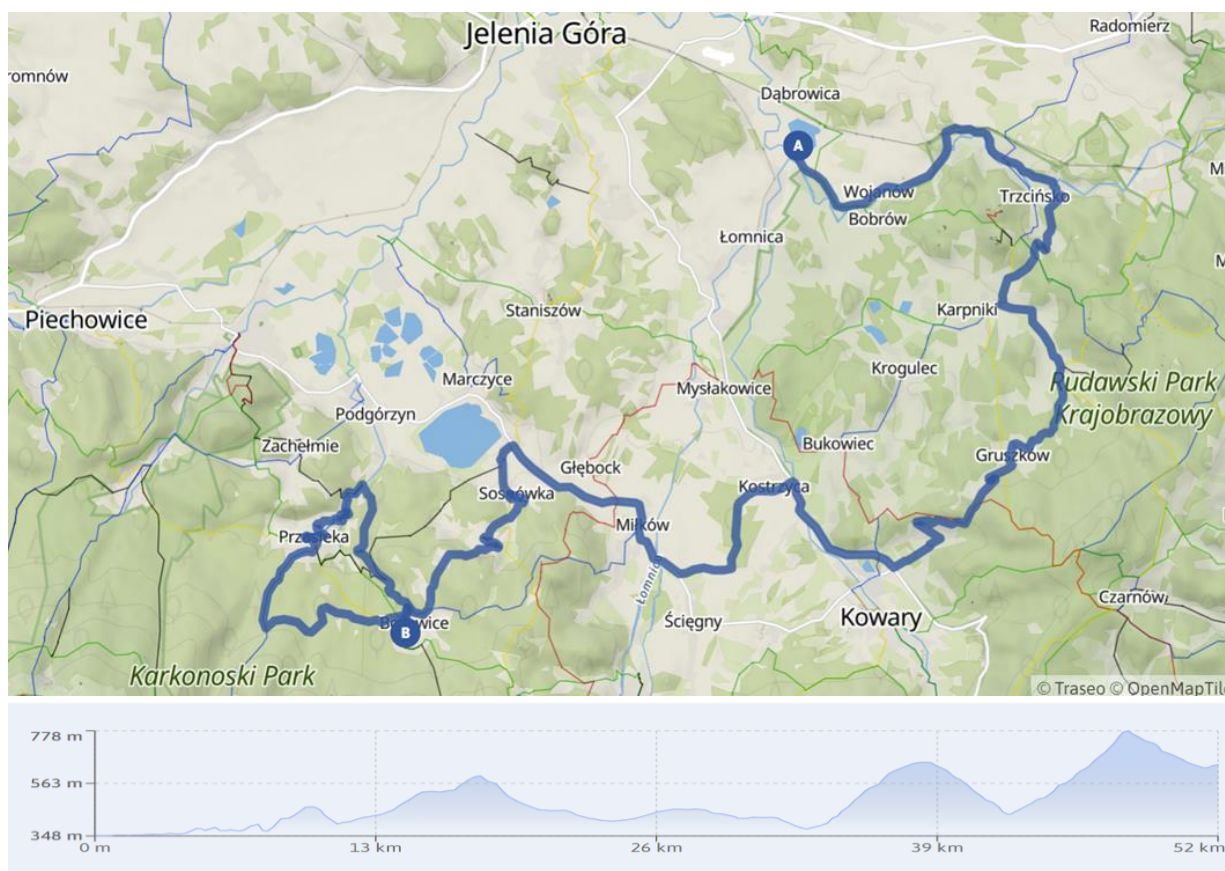 Jelenia Góra
Radomierz
romnów
Dąbrowica
A
Wojanów
Trzcińsko
Bobrów
Łomnica
Karpniki
Staniszów
Piechowice
Krogulec
Marczyce
Mysłakowice
Rudawski Park
Krajobrazowy
Podgórzyn
Zachełmie
Bukowiec
Gruszków
Głębock
Kostrzyca
Sosnówka
Miłków
Przesieka
Łomnica
Czarnów
Ścięgny
Kowary
B
Karkonoski Park
© Traseo © OpenMapTil
778 m
563 m
348 m
0 m
13 km
26 km
39 km
52 km